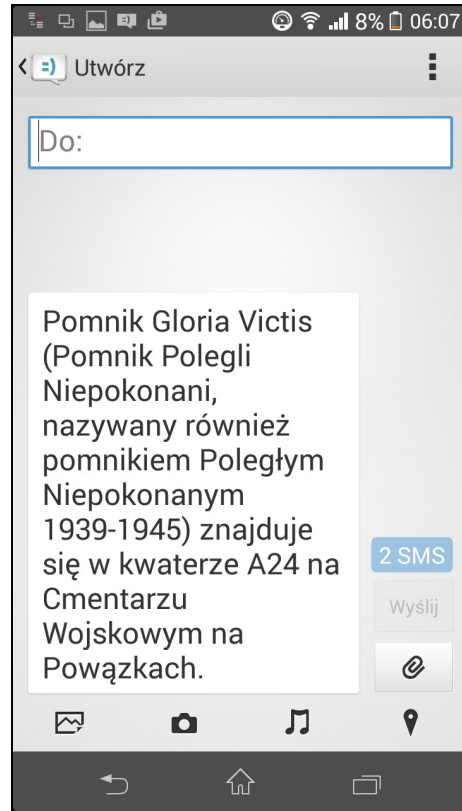 8% 06:07
=) Utwórz
Do:
Pomnik Gloria Victis
(Pomnik Polegli
Niepokonani,
nazywany również
pomnikiem Poległym
Niepokonanym
1939-1945) znajduje
się w kwaterze A24 na
Cmentarzu
Wojskowym na
Powązkach.
2 SMS
Wyślij